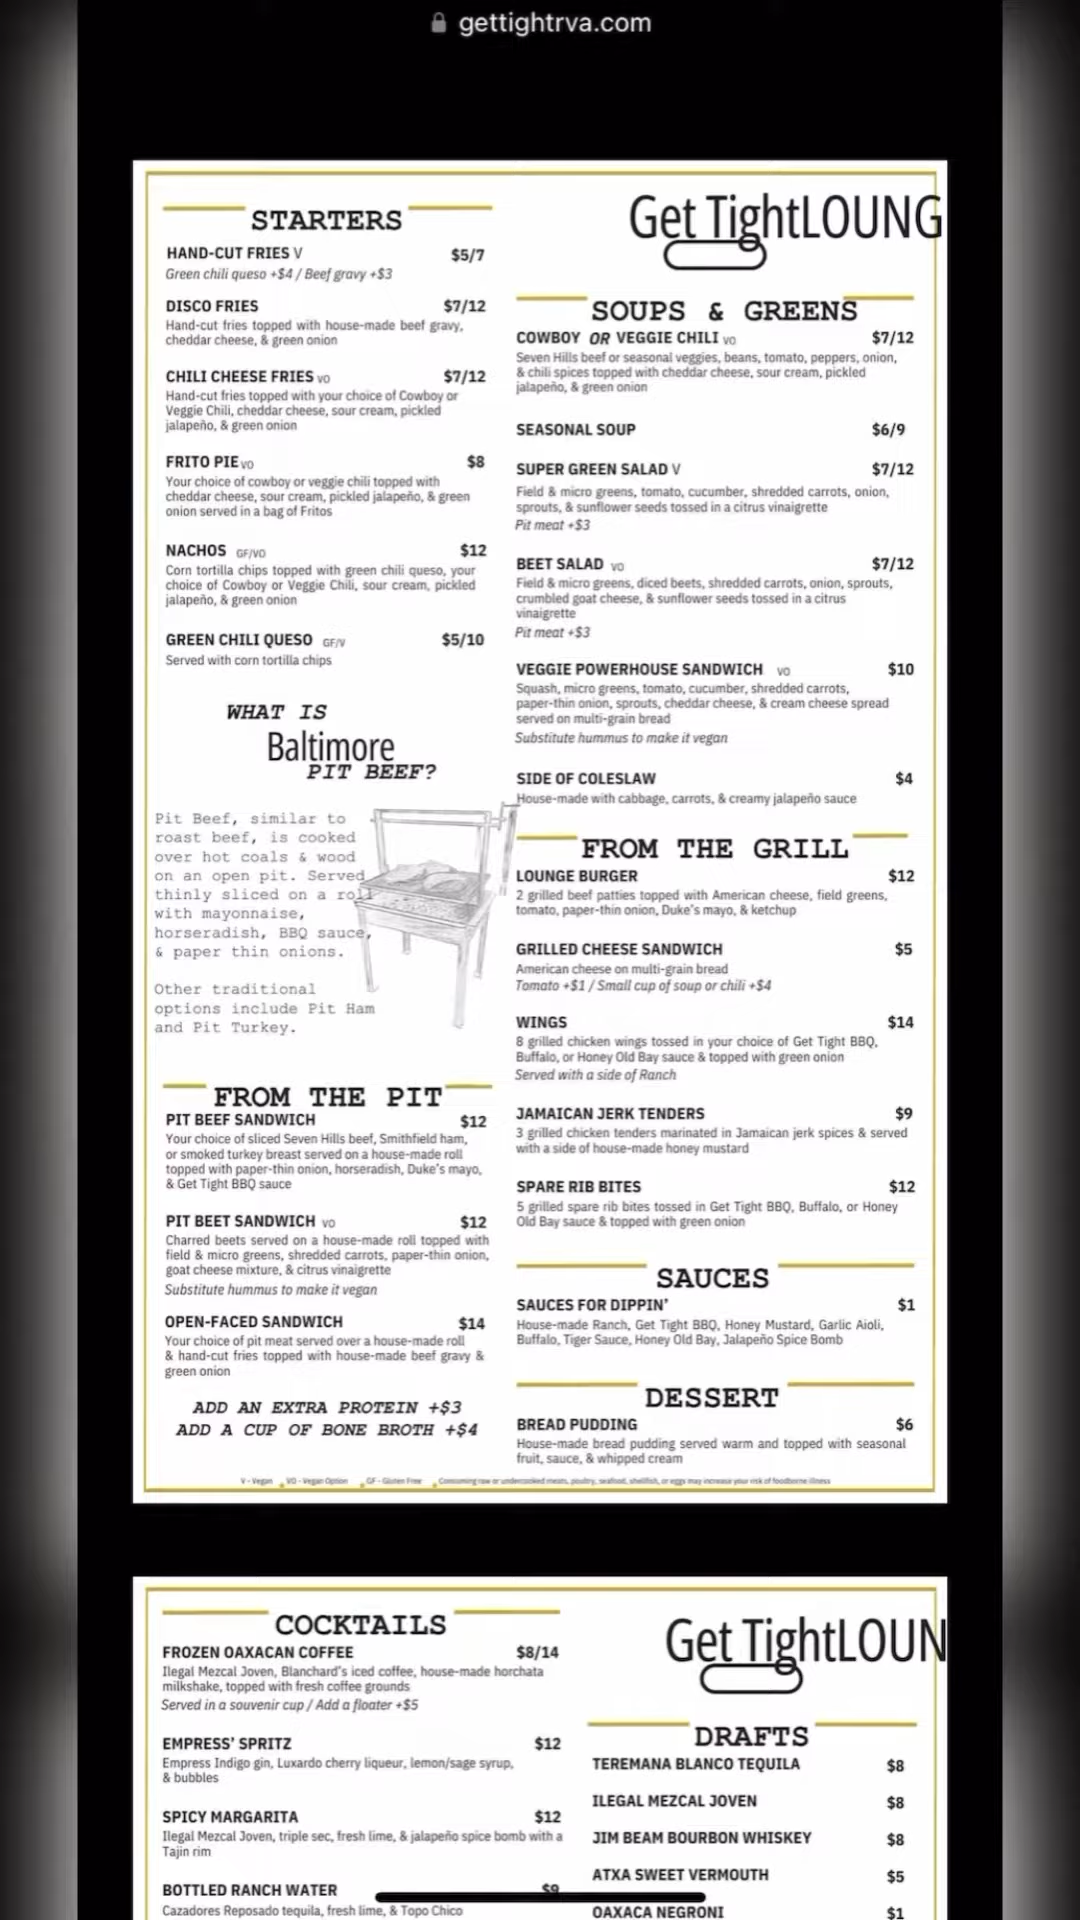 gettightrva.com
STARTERS
HAND-CUT FRIES V $5/7
Green chili queso +$4 / Beef gravy +$3
DISCO FRIES $7/12
Hand-cut fries topped with house-made beef gravy,
cheddar cheese, & green onion
CHILI CHEESE FRIES VO $7/12
Hand-cut fries topped with your choice of Cowboy or
Veggie Chili, cheddar cheese, sour cream, pickled
jalapeño, & green onion
FRITO PIE VO $8
Your choice of cowboy or veggie chili topped with
cheddar cheese, sour cream, pickled jalapeño, & green
onion served in a bag of Fritos
NACHOS GF/VO $12
Corn tortilla chips topped with green chili queso, your
choice of Cowboy or Veggie Chili, sour cream, pickled
jalapeño, & green onion
GREEN CHILI QUESO GF/V $5/10
Served with corn tortilla chips
WHAT IS
Baltimore
PIT BEEF?
Pit Beef, similar to
roast beef, is cooked
over hot coals & wood
on an open pit. Served
thinly sliced on a roll
with mayonnaise,
horseradish, BBQ sauce,
& paper thin onions.
Other traditional
options include Pit Ham
and Pit Turkey.
FROM THE PIT
PIT BEEF SANDWICH $12
Your choice of sliced Seven Hills beef, Smithfield ham,
or smoked turkey breast served on a house-made roll
topped with paper-thin onion, horseradish, Duke's mayo,
& Get Tight BBQ sauce
PIT BEET SANDWICH VO $12
Charred beets served on a house-made roll topped with
field & micro greens, shredded carrots, paper-thin onion,
goat cheese mixture, & citrus vinaigrette
Substitute hummus to make it vegan
OPEN-FACED SANDWICH $14
Your choice of pit meat served over a house-made roll
& hand-cut fries topped with house-made beef gravy &
green onion
ADD AN EXTRA PROTEIN +$3
ADD A CUP OF BONE BROTH +$4
Get TightLOUNG
SOUPS & GREENS
COWBOY OR VEGGIE CHILI VO $7/12
Seven Hills beef or seasonal veggies, beans, tomato, peppers, onion,
& chili spices topped with cheddar cheese, sour cream, pickled
jalapeño, & green onion
SEASONAL SOUP $6/9
SUPER GREEN SALAD V $7/12
Field & micro greens, tomato, cucumber, shredded carrots, onion,
sprouts, & sunflower seeds tossed in a citrus vinaigrette
Pit meat +$3
BEET SALAD VO $7/12
Field & micro greens, diced beets, shredded carrots, onion, sprouts,
crumbled goat cheese, & sunflower seeds tossed in a citrus
vinaigrette
Pit meat +$3
VEGGIE POWERHOUSE SANDWICH VO $10
Squash, micro greens, tomato, cucumber, shredded carrots,
paper-thin onion, sprouts, cheddar cheese, & cream cheese spread
served on multi-grain bread
Substitute hummus to make it vegan
SIDE OF COLESLAW $4
House-made with cabbage, carrots, & creamy jalapeño sauce
FROM THE GRILL
LOUNGE BURGER $12
2 grilled beef patties topped with American cheese, field greens,
tomato, paper-thin onion, Duke's mayo, & ketchup
GRILLED CHEESE SANDWICH $5
American cheese on multi-grain bread
Tomato +$1 / Small cup of soup or chili +$4
WINGS $14
8 grilled chicken wings tossed in your choice of Get Tight BBQ,
Buffalo, or Honey Old Bay sauce & topped with green onion
Served with a side of Ranch
JAMAICAN JERK TENDERS $9
3 grilled chicken tenders marinated in Jamaican jerk spices & served
with a side of house-made honey mustard
SPARE RIB BITES $12
5 grilled spare rib bites tossed in Get Tight BBQ, Buffalo, or Honey
Old Bay sauce & topped with green onion
SAUCES
SAUCES FOR DIPPIN' $1
House-made Ranch, Get Tight BBQ, Honey Mustard, Garlic Aioli,
Buffalo, Tiger Sauce, Honey Old Bay, Jalapeño Spice Bomb
DESSERT
BREAD PUDDING $6
House-made bread pudding served warm and topped with seasonal
fruit, sauce, & whipped cream
V - Vegan VO - Vegan Option GF - Gluten Free Consuming raw or undercooked meats, poultry, seafood, shellfish, or eggs may increase your risk of foodborne illness
COCKTAILS
FROZEN OAXACAN COFFEE $8/14
Ilegal Mezcal Joven, Blanchard's iced coffee, house-made horchata
milkshake, topped with fresh coffee grounds
Served in a souvenir cup / Add a floater +$5
EMPRESS' SPRITZ $12
Empress Indigo gin, Luxardo cherry liqueur, lemon/sage syrup,
& bubbles
SPICY MARGARITA $12
Ilegal Mezcal Joven, triple sec, fresh lime, & jalapeño spice bomb with a
Tajin rim
BOTTLED RANCH WATER $9
Cazadores Reposado tequila, fresh lime, & Topo Chico
Get TightLOUN
DRAFTS
TEREMANA BLANCO TEQUILA $8
ILEGAL MEZCAL JOVEN $8
JIM BEAM BOURBON WHISKEY $8
ATXA SWEET VERMOUTH $5
OAXACA NEGRONI $1